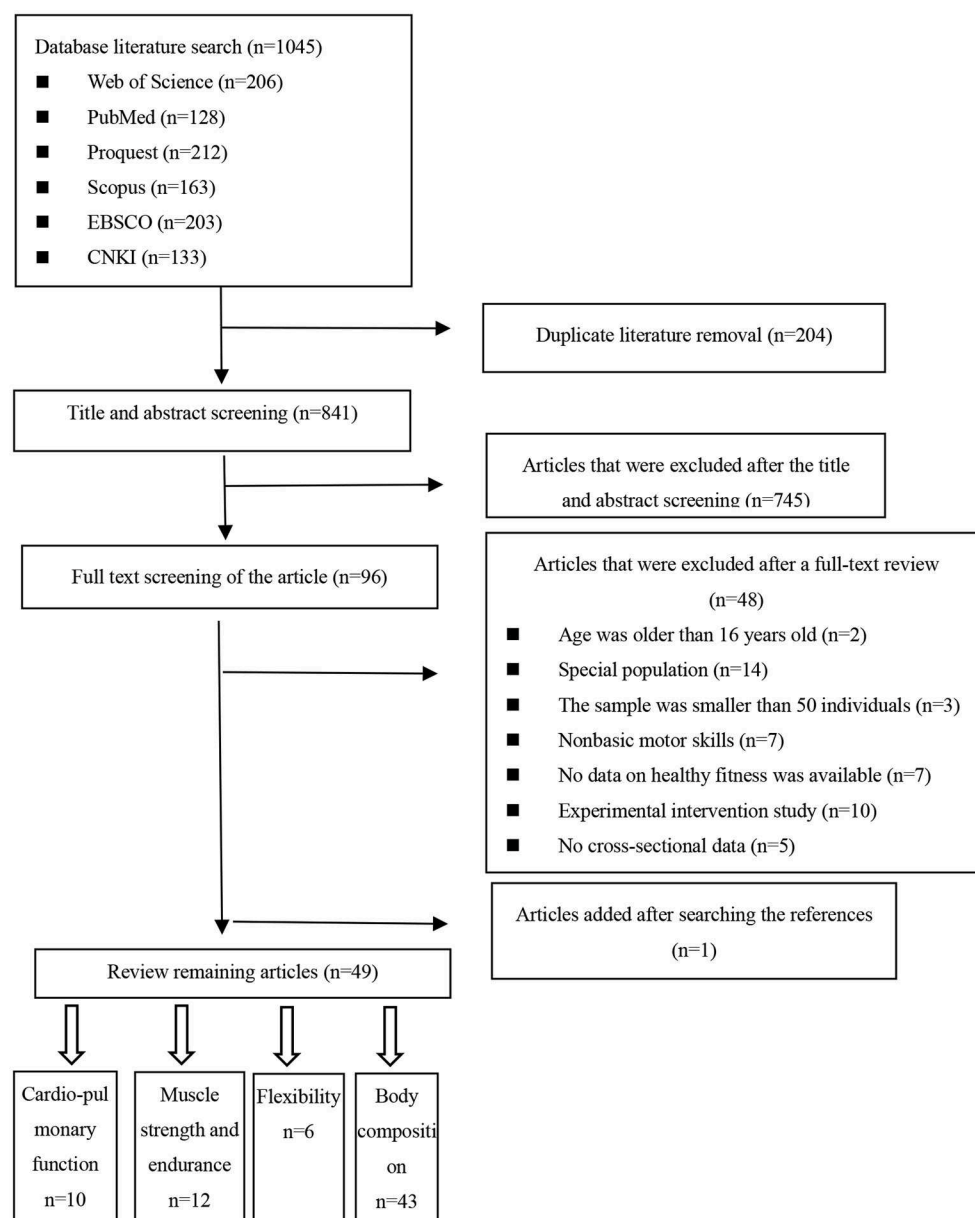 Database literature search (n=1045)
■ Web of Science (n=206)
■ PubMed (n=128)
■ Proquest (n=212)
■ Scopus (n=163)
■ EBSCO (n=203)
■ CNKI (n=133)
Duplicate literature removal (n=204)
Title and abstract screening (n=841)
Articles that were excluded after the title
and abstract screening (n=745)
Full text screening of the article (n=96)
Articles that were excluded after a full-text review
(n=48)
■ Age was older than 16 years old (n=2)
■ Special population (n=14)
■ The sample was smaller than 50 individuals (n=3)
■ Nonbasic motor skills (n=7)
■ No data on healthy fitness was available (n=7)
■ Experimental intervention study (n=10)
■ No cross-sectional data (n=5)
Articles added after searching the references
(n=1)
Review remaining articles (n=49)
Cardio-pul
monary
function
n=10
Muscle
strength and
endurance
n=12
Flexibility
n=6
Body
compositi
on
n=43